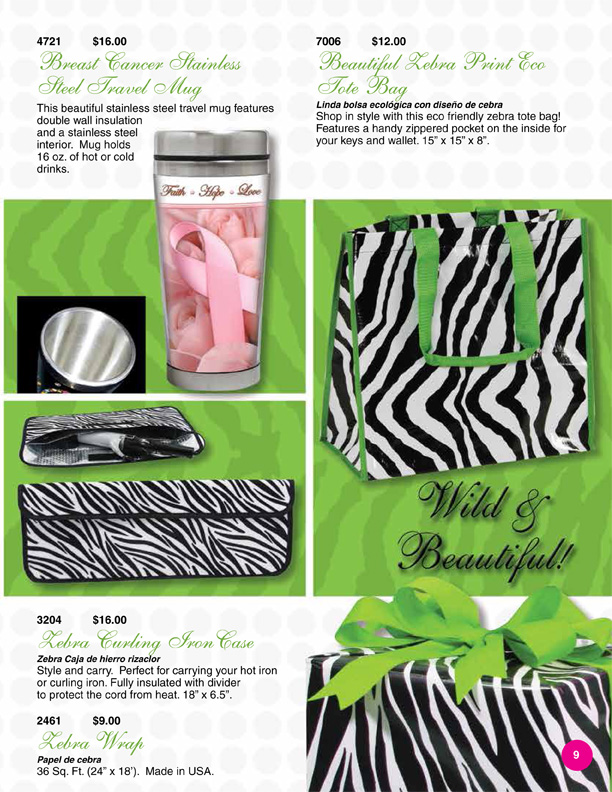 4721 $16.00
Breast Cancer Stainless
Steel Travel Mug
This beautiful stainless steel travel mug features
double wall insulation
and a stainless steel
interior. Mug holds
16 oz. of hot or cold
drinks.
Faith - Hope - Love
7006 $12.00
Beautiful Zebra Print Eco
Tote Bag
Linda bolsa ecológica con diseño de cebra
Shop in style with this eco friendly zebra tote bag!
Features a handy zippered pocket on the inside for
your keys and wallet. 15” x 15” x 8”.
Wild &
Beautiful!
3204 $16.00
Zebra Curling Iron Case
Zebra Caja de hierro rizador
Style and carry. Perfect for carrying your hot iron
or curling iron. Fully insulated with divider
to protect the cord from heat. 18” x 6.5”.
2461 $9.00
Zebra Wrap
Papel de cebra
36 Sq. Ft. (24” x 18’). Made in USA.
9